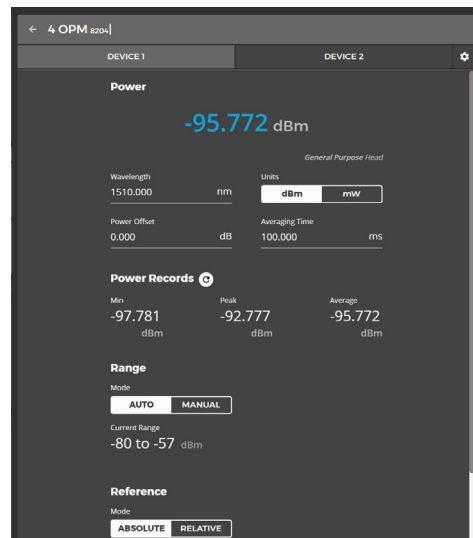 4 OPM 8204
DEVICE 1 DEVICE 2
Power
-95.772 dBm
General Purpose Head
Wavelength Units
1510.000 nm dBm mW
Power Offset Averaging Time
0.000 dB 100.000 ms
Power Records
Min Peak Average
-97.781 -92.777 -95.772
dBm dBm dBm
Range
Mode
AUTO MANUAL
Current Range
-80 to -57 dBm
Reference
Mode
ABSOLUTE RELATIVE